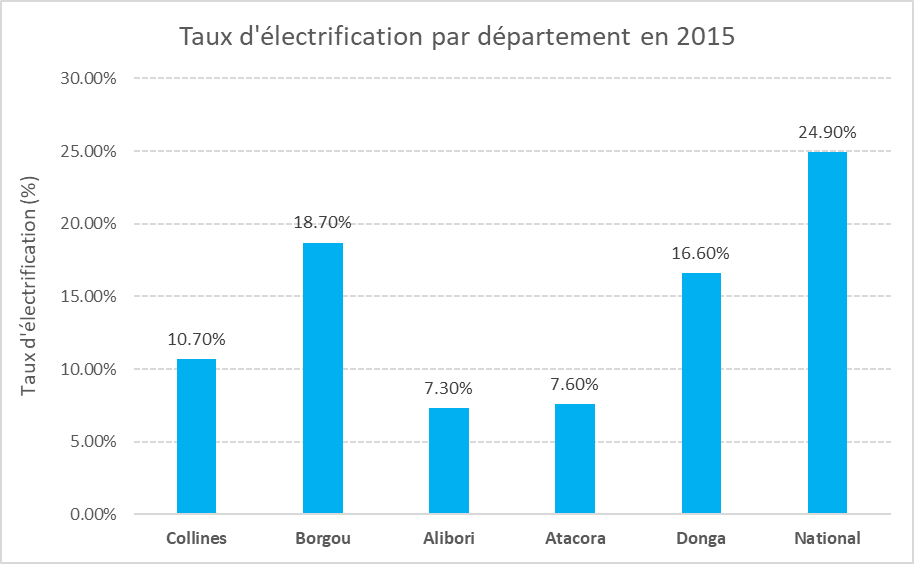 Taux d'électrification par département en 2015
Taux d'électrification (%)
30.00%
25.00%
20.00%
15.00%
10.00%
5.00%
0.00%
10.70%
18.70%
7.30%
7.60%
16.60%
24.90%
Collines
Borgou
Alibori
Atacora
Donga
National